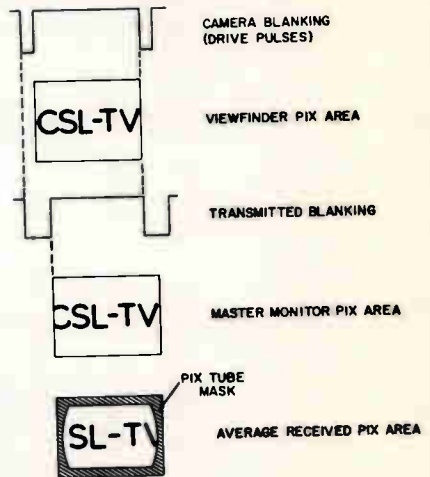 CAMERA BLANKING
(DRIVE PULSES)
CSL-TV
VIEWFINDER PIX AREA
TRANSMITTED BLANKING
CSL-TV
MASTER MONITOR PIX AREA
PIX TUBE
MASK
SL-TV
AVERAGE RECEIVED PIX AREA